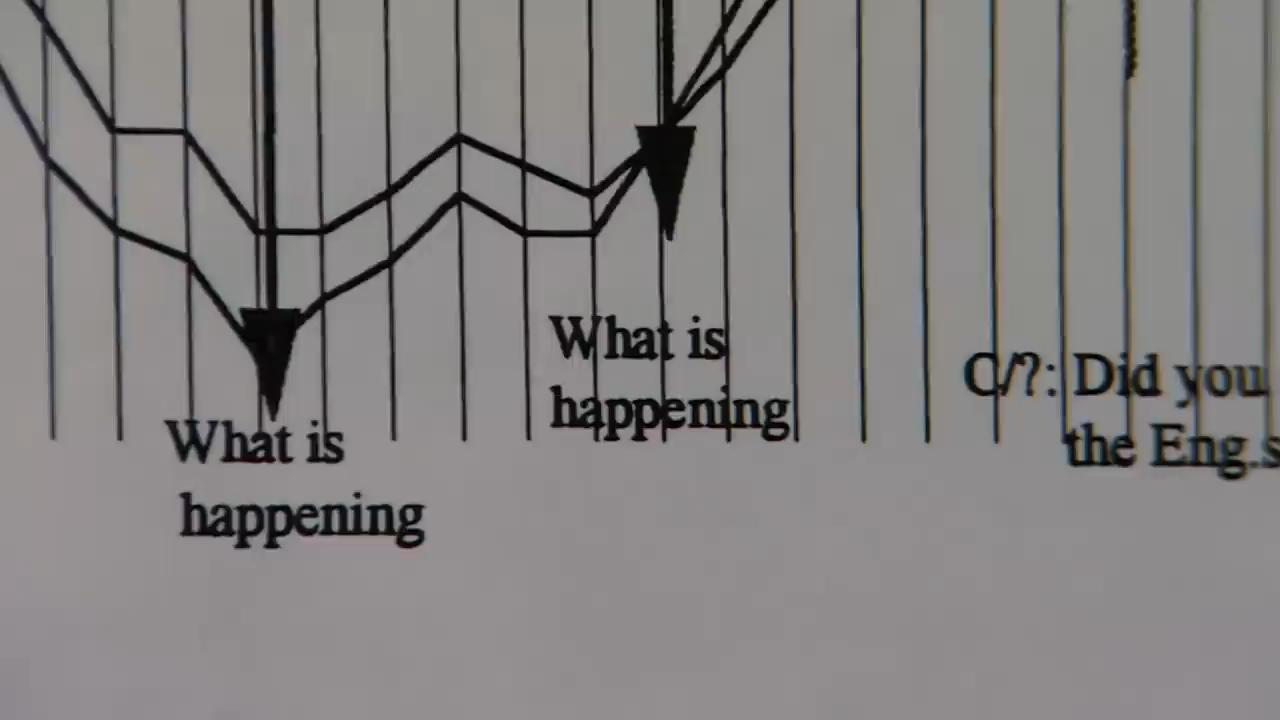 What is
happening
What is
happening
C/?: Did you
the Eng.s